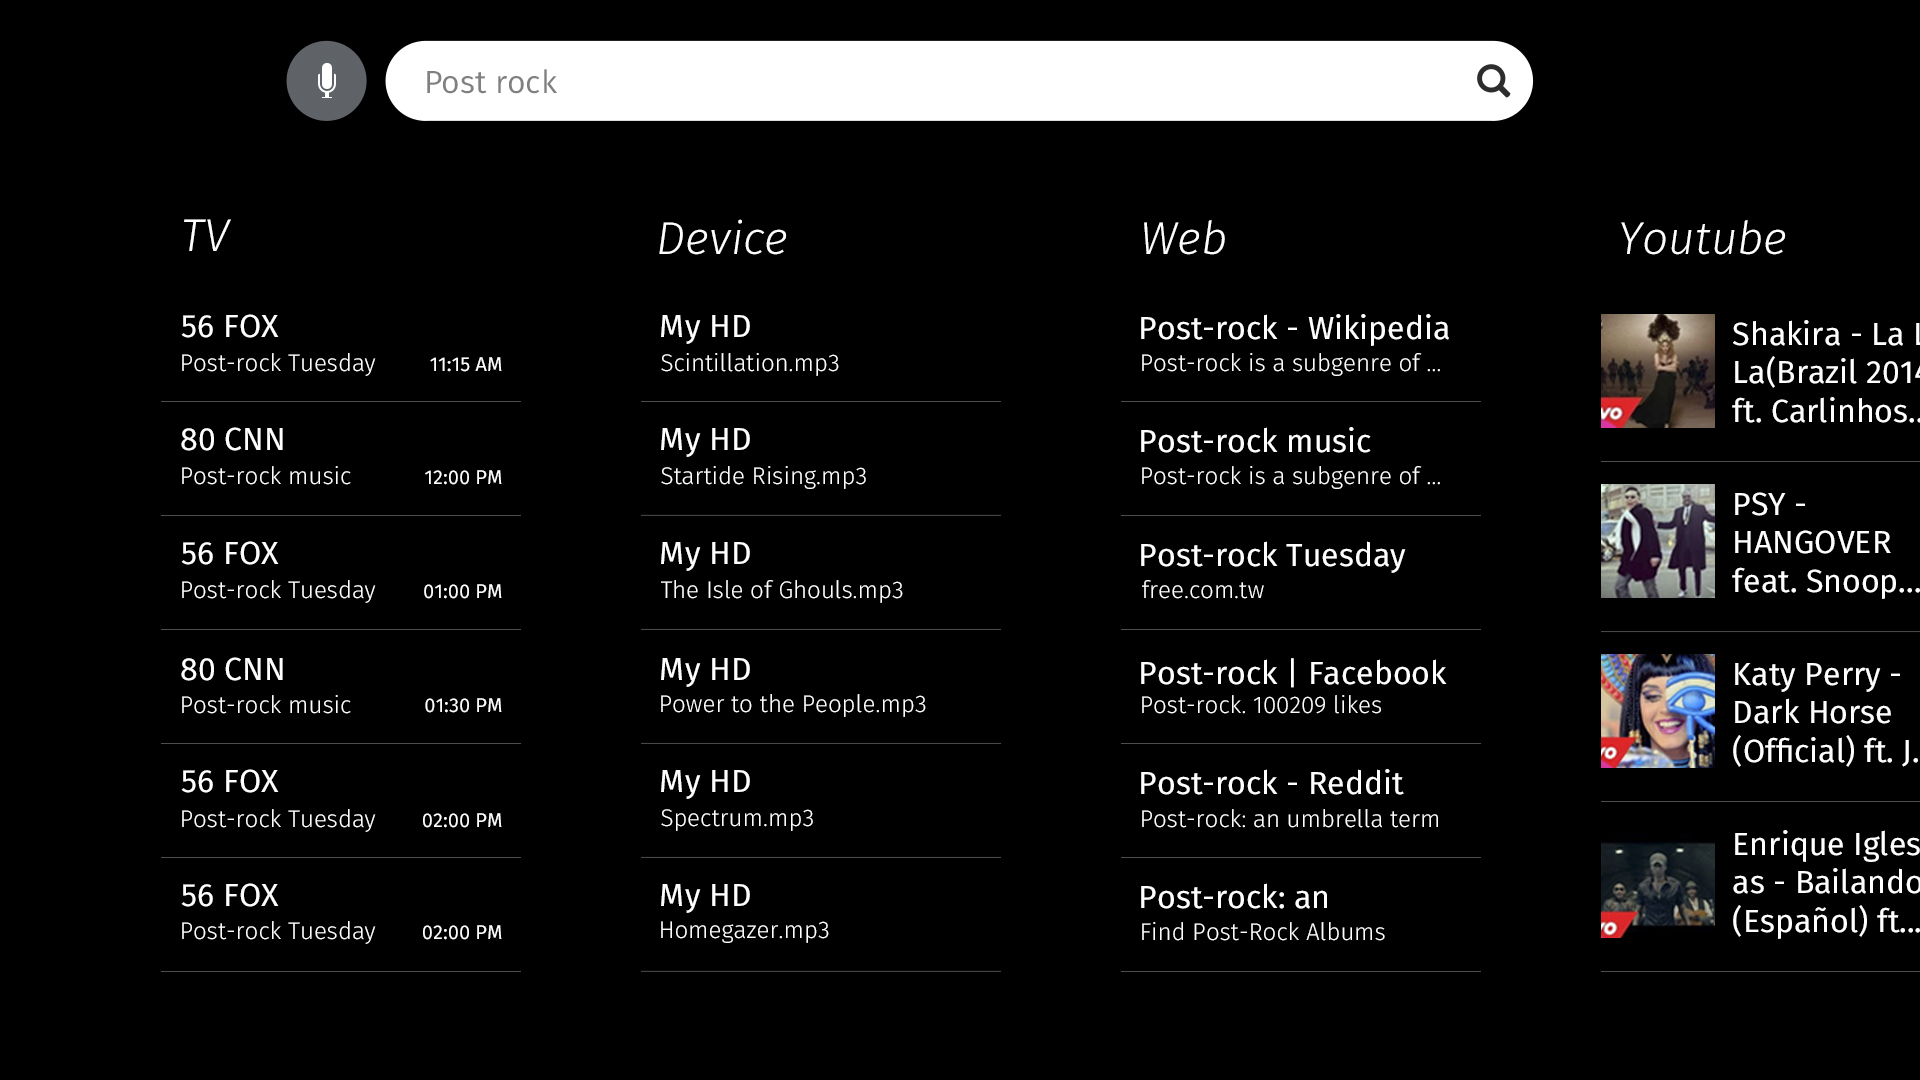 Post rock
TV
56 FOX
Post-rock Tuesday 11:15 AM
80 CNN
Post-rock music 12:00 PM
56 FOX
Post-rock Tuesday 01:00 PM
80 CNN
Post-rock music 01:30 PM
56 FOX
Post-rock Tuesday 02:00 PM
56 FOX
Post-rock Tuesday 02:00 PM
Device
My HD
Scintillation.mp3
My HD
Startide Rising.mp3
My HD
The Isle of Ghouls.mp3
My HD
Power to the People.mp3
My HD
Spectrum.mp3
My HD
Homegazer.mp3
Web
Post-rock - Wikipedia
Post-rock is a subgenre of ...
Post-rock music
Post-rock is a subgenre of ...
Post-rock Tuesday
free.com.tw
Post-rock | Facebook
Post-rock. 100209 likes
Post-rock - Reddit
Post-rock: an umbrella term
Post-rock: an
Find Post-Rock Albums
Youtube
vo
Shakira - La L
La(Brazil 2014
ft. Carlinhos..
PSY -
HANGOVER
feat. Snoop...
vo
Katy Perry -
Dark Horse
(Official) ft. J.
vo
Enrique Igles
as - Bailando
(Español) ft...